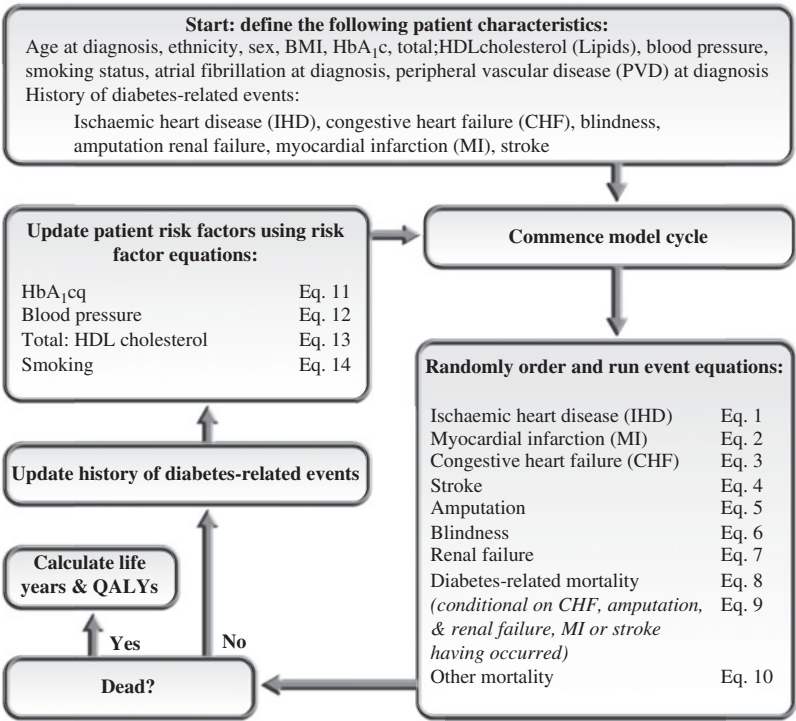 Start: define the following patient characteristics:
Age at diagnosis, ethnicity, sex, BMI, HbA₁c, total;HDLcholesterol (Lipids), blood pressure,
smoking status, atrial fibrillation at diagnosis, peripheral vascular disease (PVD) at diagnosis
History of diabetes-related events:
Ischaemic heart disease (IHD), congestive heart failure (CHF), blindness,
amputation renal failure, myocardial infarction (MI), stroke
Commence model cycle
Randomly order and run event equations:
Ischaemic heart disease (IHD) Eq. 1
Myocardial infarction (MI) Eq. 2
Congestive heart failure (CHF) Eq. 3
Stroke Eq. 4
Amputation Eq. 5
Blindness Eq. 6
Renal failure Eq. 7
Diabetes-related mortality Eq. 8
(conditional on CHF, amputation, Eq. 9
& renal failure, MI or stroke
having occurred)
Other mortality Eq. 10
Dead?
Yes
No
Calculate life
years & QALYs
Update history of diabetes-related events
Update patient risk factors using risk
factor equations:
HbA₁cq Eq. 11
Blood pressure Eq. 12
Total: HDL cholesterol Eq. 13
Smoking Eq. 14